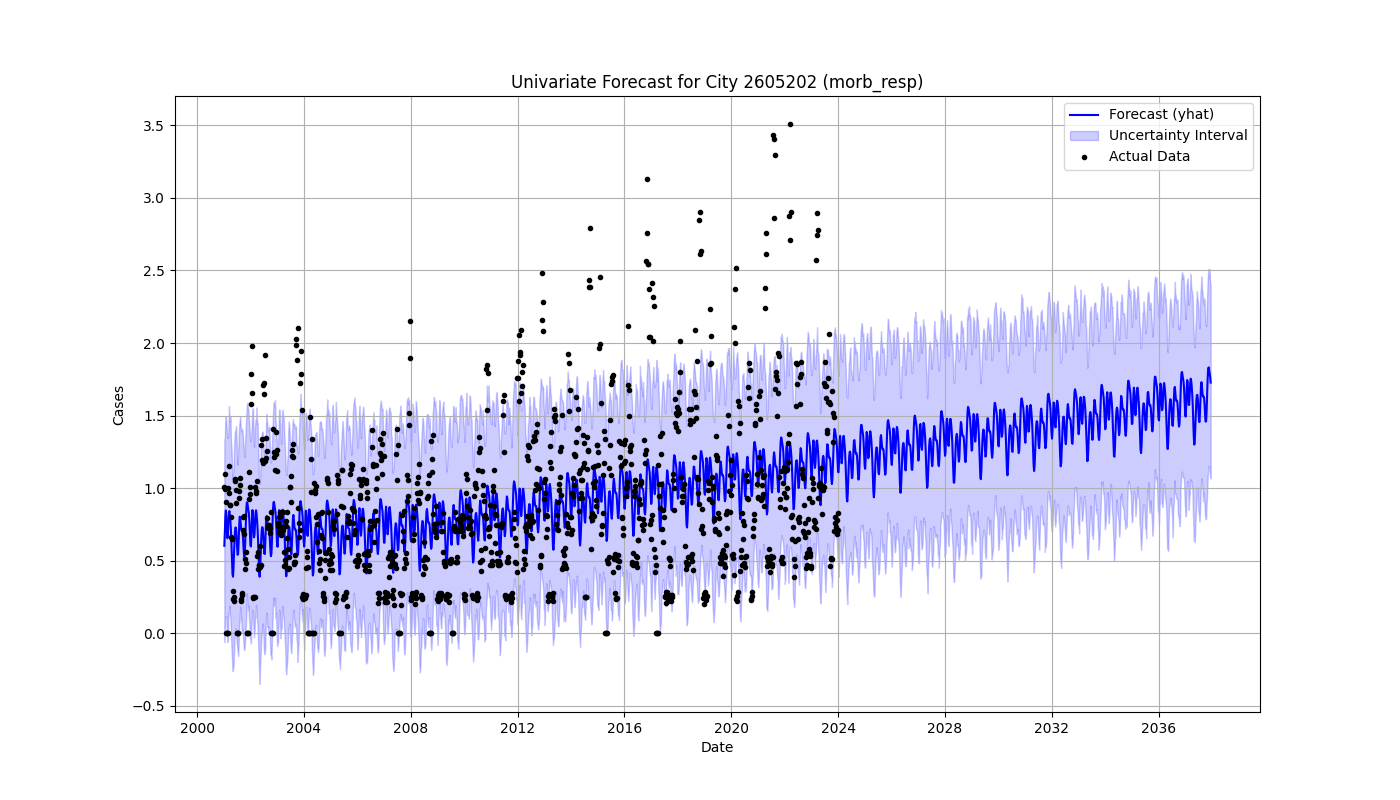 Univariate Forecast for City 2605202 (morb_resp)
Forecast (yhat)
Uncertainty Interval
Actual Data
Cases
3.5
3.0
2.5
2.0
1.5
1.0
0.5
0.0
−0.5
2000 2004 2008 2012 2016 2020 2024 2028 2032 2036
Date